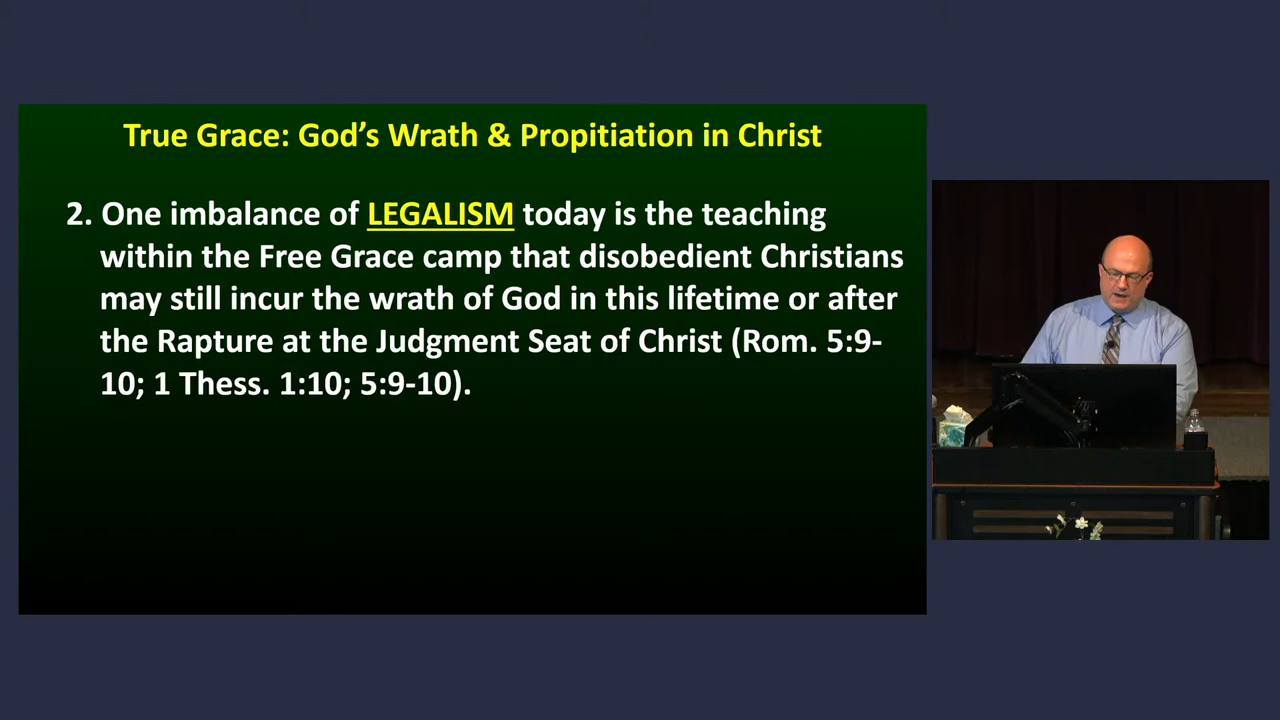 True Grace: God’s Wrath & Propitiation in Christ
2. One imbalance of LEGALISM today is the teaching
within the Free Grace camp that disobedient Christians
may still incur the wrath of God in this lifetime or after
the Rapture at the Judgment Seat of Christ (Rom. 5:9-
10; 1 Thess. 1:10; 5:9-10).